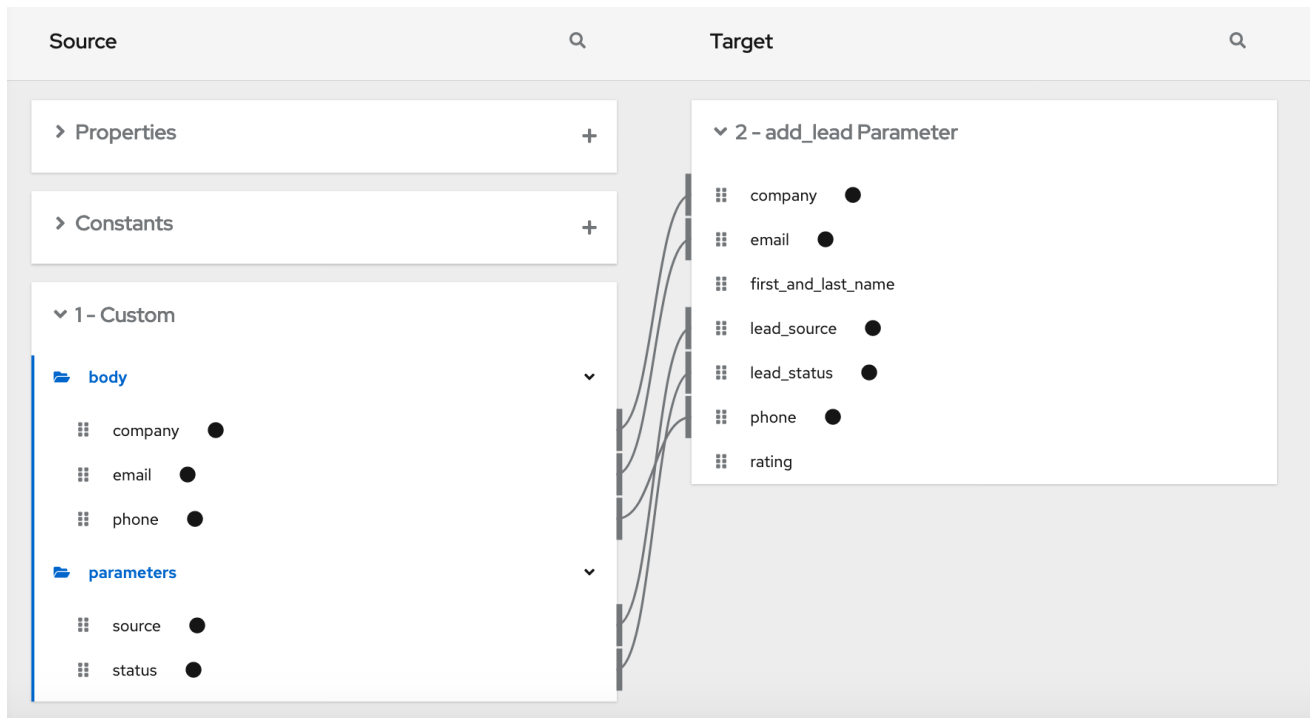 Source
Properties
Constants
1 - Custom
body
company
email
phone
parameters
source
status
Target
2 - add_lead Parameter
company
email
first_and_last_name
lead_source
lead_status
phone
rating